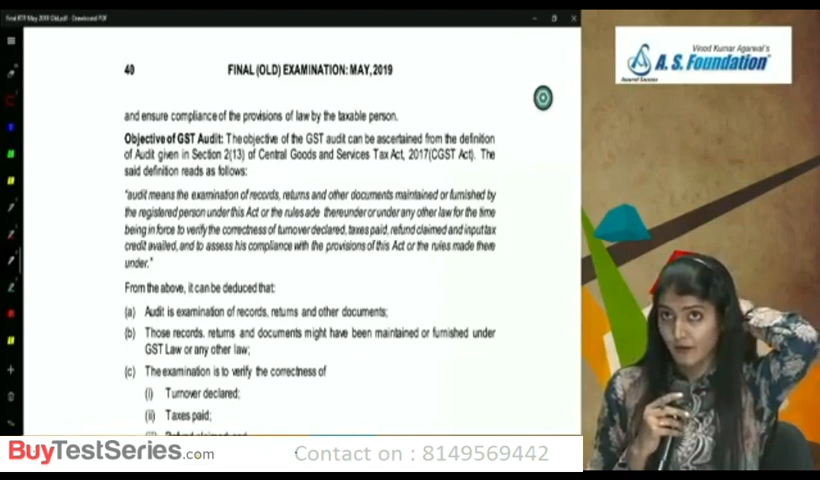 Final RTP May 2019 Old.pdf - Drawboard PDF
Vinod Kumar Agarwal's
A. S. Foundation
Assured Success
40 FINAL (OLD) EXAMINATION: MAY, 2019
and ensure compliance of the provisions of law by the taxable person.
Objective of GST Audit: The objective of the GST audit can be ascertained from the definition
of Audit given in Section 2(13) of Central Goods and Services Tax Act, 2017(CGST Act). The
said definition reads as follows:
"audit means the examination of records, returns and other documents maintained or furnished by
the registered person under this Act or the rules ade thereunder or under any other law for the time
being in force to verify the correctness of turnover declared, taxes paid, refund claimed and input tax
credit availed, and to assess his compliance with the provisions of this Act or the rules made there
under."
From the above, it can be deduced that:
(a) Audit is examination of records, returns and other documents;
(b) Those records, returns and documents might have been maintained or furnished under
GST Law or any other law;
(c) The examination is to verify the correctness of
(i) Turnover declared;
(ii) Taxes paid;
BuyTestSeries.com
Contact on : 8149569442